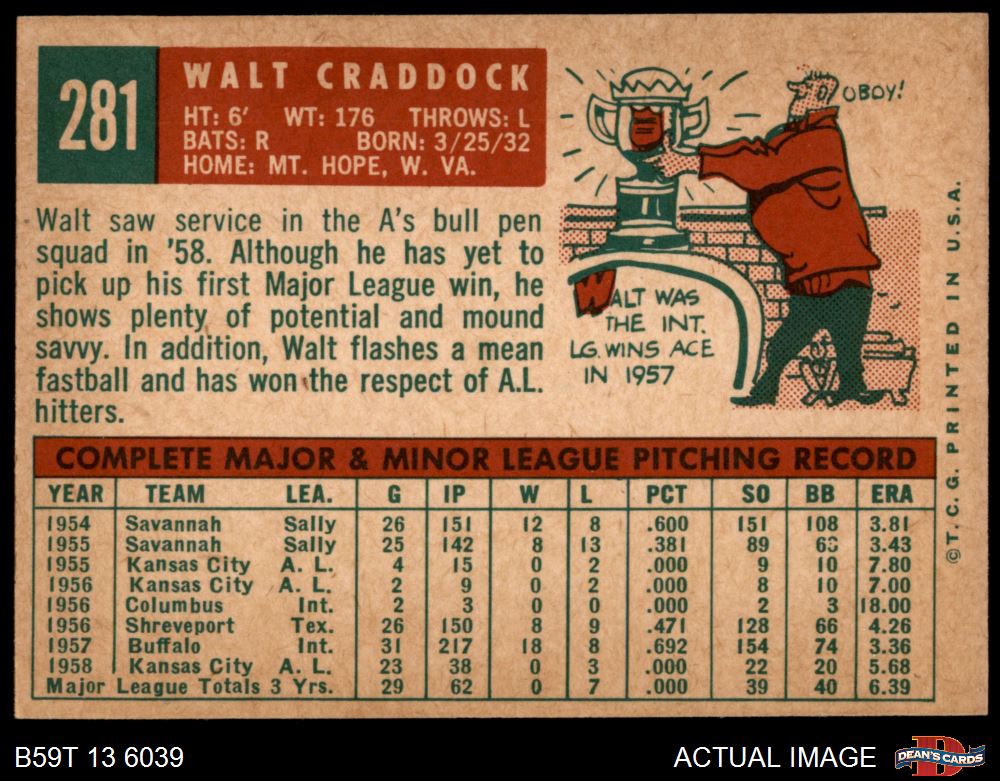 281
WALT CRADDOCK
HT: 6' WT: 176 THROWS: L
BATS: R BORN: 3/25/32
HOME: MT. HOPE, W. VA.
OBOY!
Walt saw service in the A's bull pen
squad in '58. Although he has yet to
pick up his first Major League win, he
shows plenty of potential and mound
savvy. In addition, Walt flashes a mean
fastball and has won the respect of A.L.
hitters.
WALT WAS
THE INT.
LG. WINS ACE
IN 1957
COMPLETE MAJOR & MINOR LEAGUE PITCHING RECORD
YEAR TEAM LEA. G IP W L PCT SO BB ERA
1954 Savannah Sally 26 151 12 8 .600 151 108 3.81
1955 Savannah Sally 25 142 8 13 .381 89 63 3.43
1955 Kansas City A. L. 4 15 0 2 .000 9 10 7.80
1956 Kansas City A. L. 2 9 0 2 .000 8 10 7.00
1956 Columbus Int. 2 3 0 0 .000 2 3 18.00
1956 Shreveport Tex. 26 150 8 9 .471 128 66 4.26
1957 Buffalo Int. 31 217 18 8 .692 154 74 3.36
1958 Kansas City A. L. 23 38 0 3 .000 22 20 5.68
Major League Totals 3 Yrs. 29 62 0 7 .000 39 40 6.39
© T. C. G. PRINTED IN U.S.A.
B59T 13 6039
ACTUAL IMAGE
D
DEAN'S CARDS